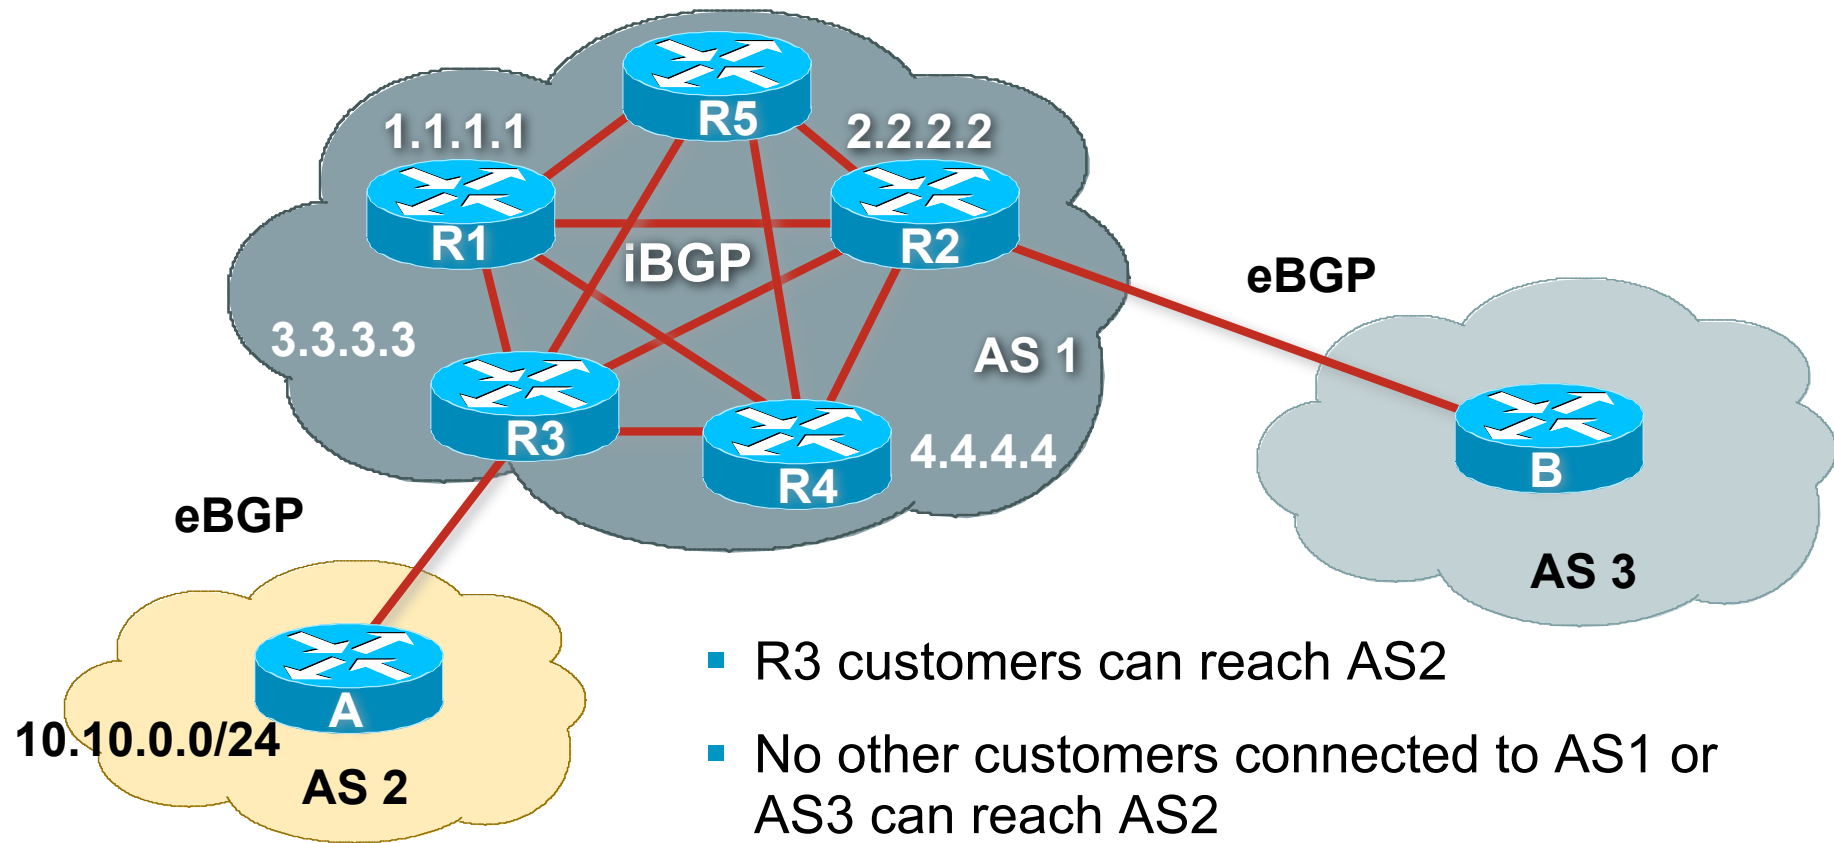 R5
1.1.1.1
2.2.2.2
R1
iBGP
R2
eBGP
3.3.3.3
AS 1
R3
4.4.4.4
R4
B
eBGP
AS 3
A
10.10.0.0/24
AS 2
R3 customers can reach AS2
No other customers connected to AS1 or
AS3 can reach AS2